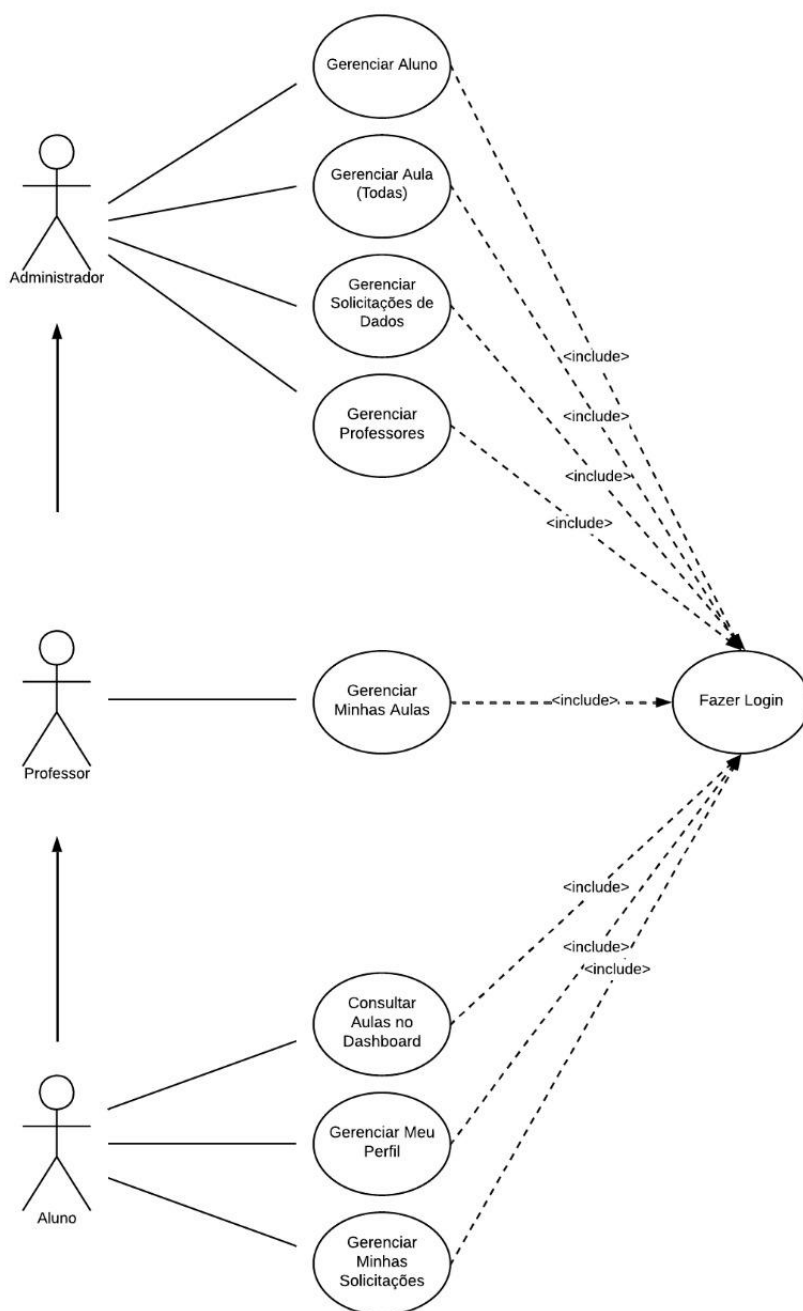 Gerenciar Aluno
Gerenciar Aula
(Todas)
Administrador
Gerenciar
Solicitações de
Dados
<include>
Gerenciar
Professores
<include>
<include>
<include>
Gerenciar
Minhas Aulas
<include>
Fazer Login
Professor
<include>
<include>
<include>
Consultar
Aulas no
Dashboard
Gerenciar Meu
Perfil
Aluno
Gerenciar
Minhas
Solicitações